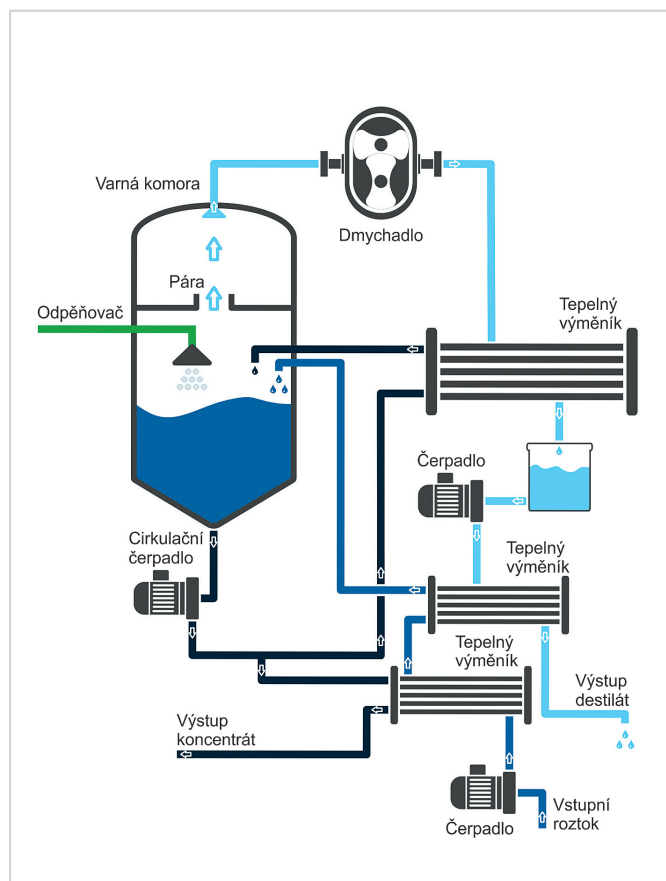 Varná komora
Dmychadlo
Pára
Odpěňovač
Tepelný
výměník
Čerpadlo
Cirkulační
čerpadlo
Tepelný
výměník
Tepelný
výměník
Výstup
destilát
Výstup
koncentrát
Čerpadlo
Vstupní
roztok